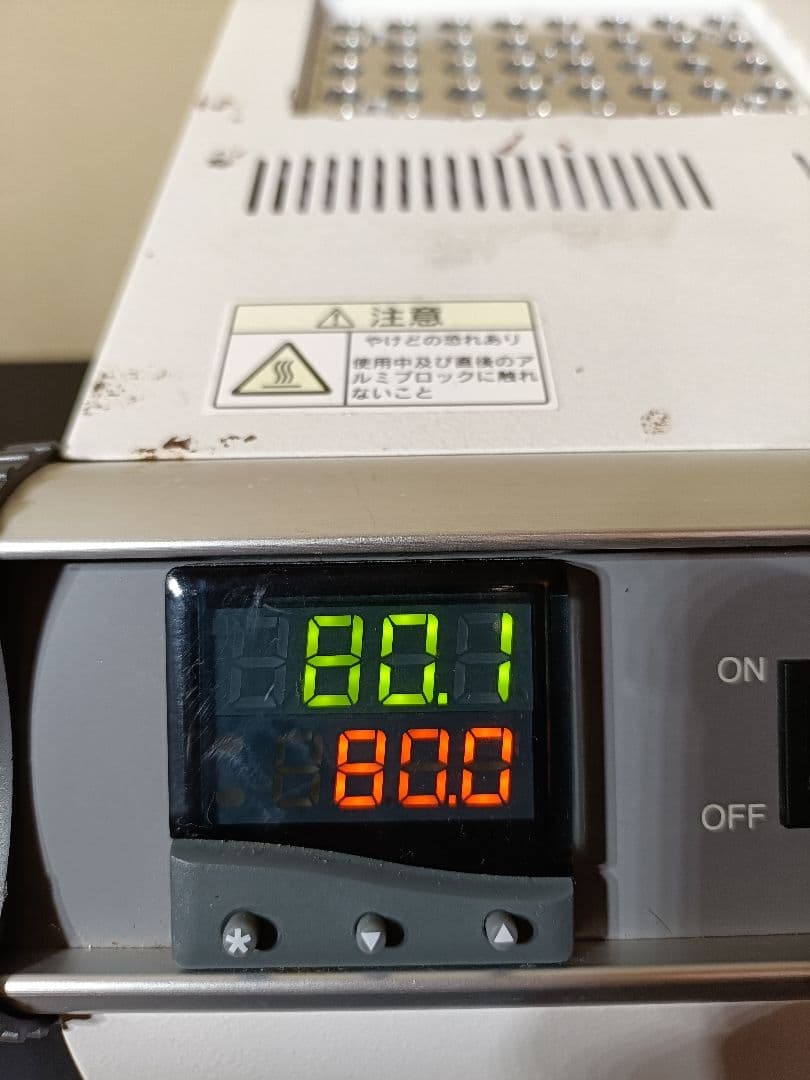 注意
やけどの恐れあり
使用中及び直後のア
ルミブロックに触れ
ないこと
80.1
80.0
ON
OFF